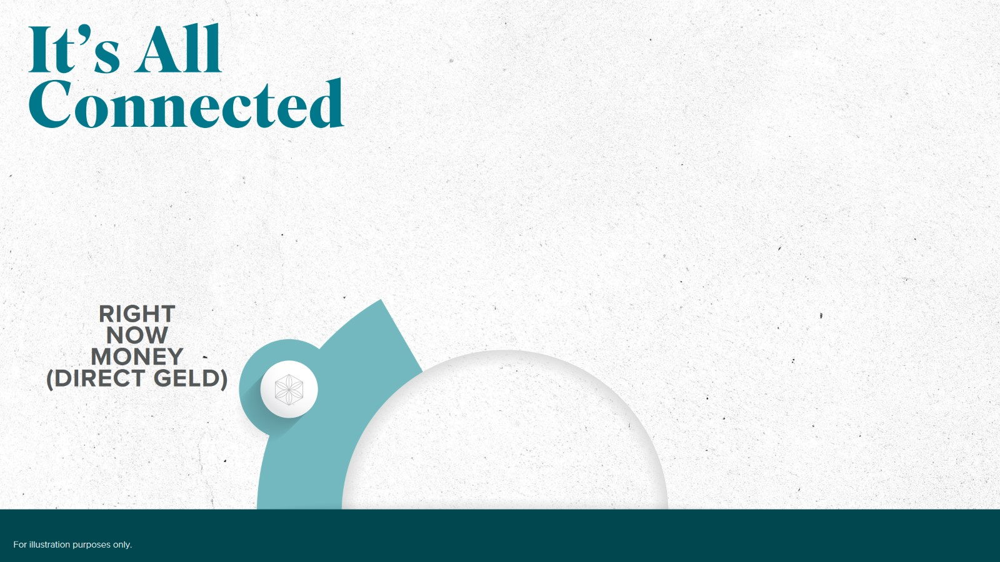 It’s All
Connected
RIGHT
NOW
MONEY
(DIRECT GELD)
For illustration purposes only.